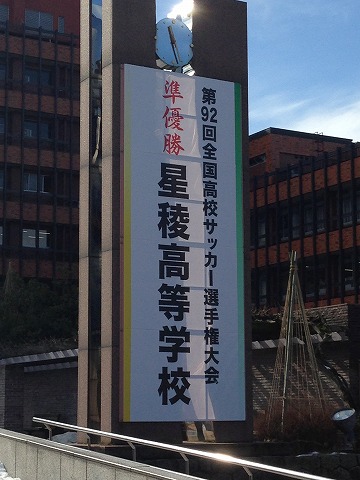 第92回全国高校サッカー選手権大会
準優勝
星稜高等学校